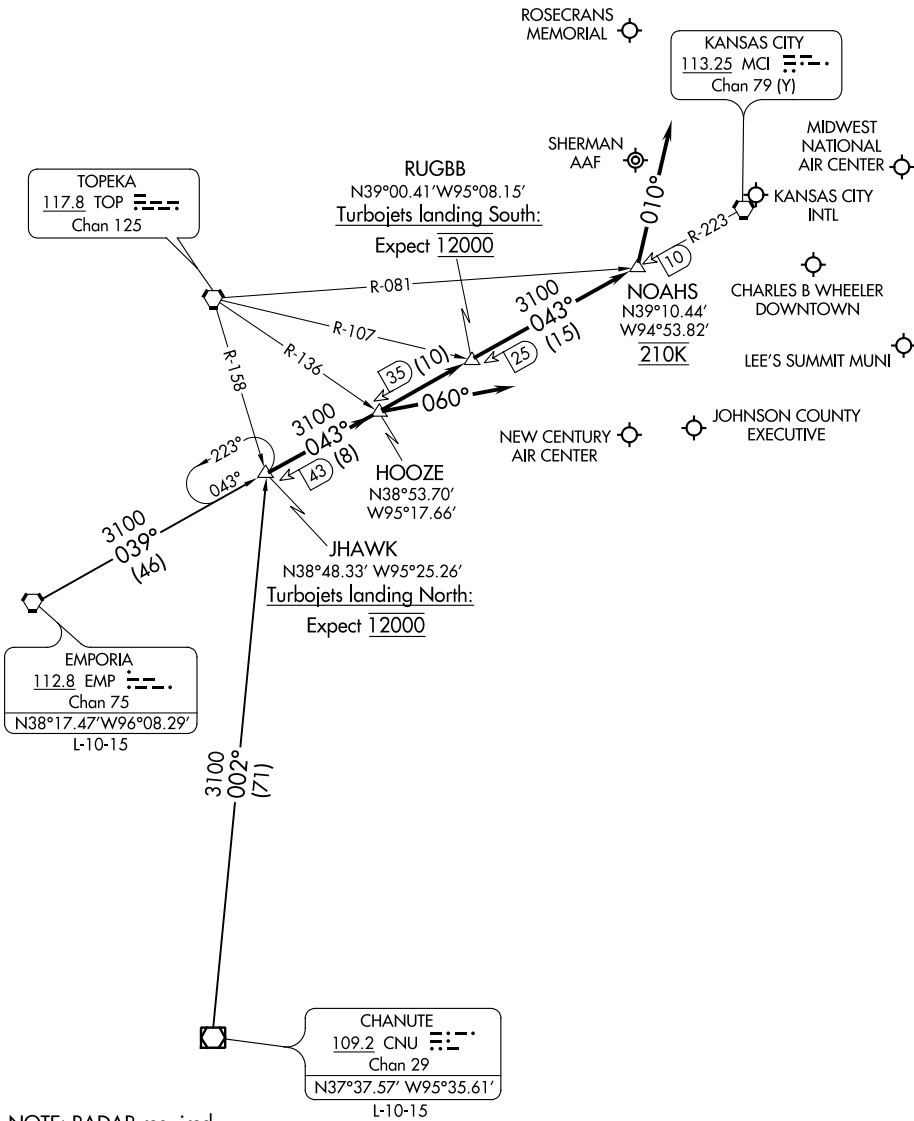 ROSECRANS
MEMORIAL
KANSAS CITY
113.25 MCI
Chan 79 (Y)
MIDWEST
NATIONAL
AIR CENTER
SHERMAN
AAF
RUGBB
N39°00.41'W95°08.15'
Turbojets landing South:
Expect 12000
TOPEKA
117.8 TOP
Chan 125
010°
R-223
KANSAS CITY
INTL
10
R-081
3100
043°
(15)
NOAHS
N39°10.44'
W94°53.82'
210K
CHARLES B WHEELER
DOWNTOWN
R-107
R-136
R-158
35
(10)
25
LEE'S SUMMIT MUNI
060°
3100
043°
(8)
43
223°
043°
NEW CENTURY
AIR CENTER
JOHNSON COUNTY
EXECUTIVE
HOOZE
N38°53.70'
W95°17.66'
3100
039°
(46)
JHAWK
N38°48.33' W95°25.26'
Turbojets landing North:
Expect 12000
EMPORIA
112.8 EMP
Chan 75
N38°17.47'W96°08.29'
L-10-15
3100
002°
(71)
CHANUTE
109.2 CNU
Chan 29
N37°37.57' W95°35.61'
L-10-15
NOTE: RADAR required